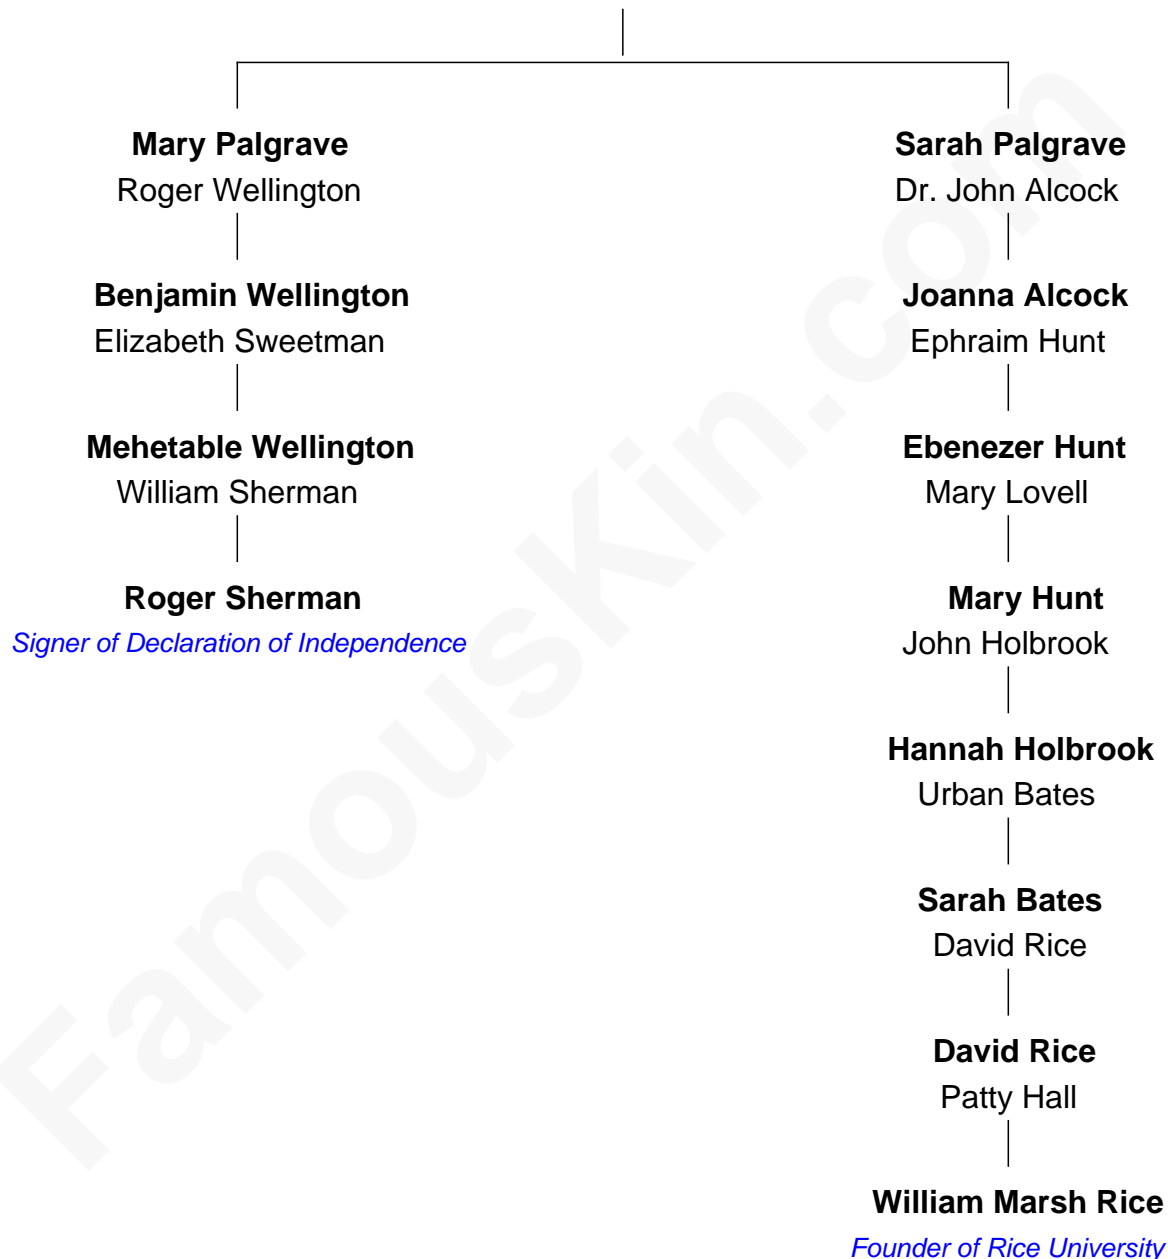 Mary Palgrave
Roger Wellington
Benjamin Wellington
Elizabeth Sweetman
Mehetable Wellington
William Sherman
Roger Sherman
Signer of Declaration of Independence
Sarah Palgrave
Dr. John Alcock
Joanna Alcock
Ephraim Hunt
Ebenezer Hunt
Mary Lovell
Mary Hunt
John Holbrook
Hannah Holbrook
Urban Bates
Sarah Bates
David Rice
David Rice
Patty Hall
William Marsh Rice
Founder of Rice University
FamousKin.com